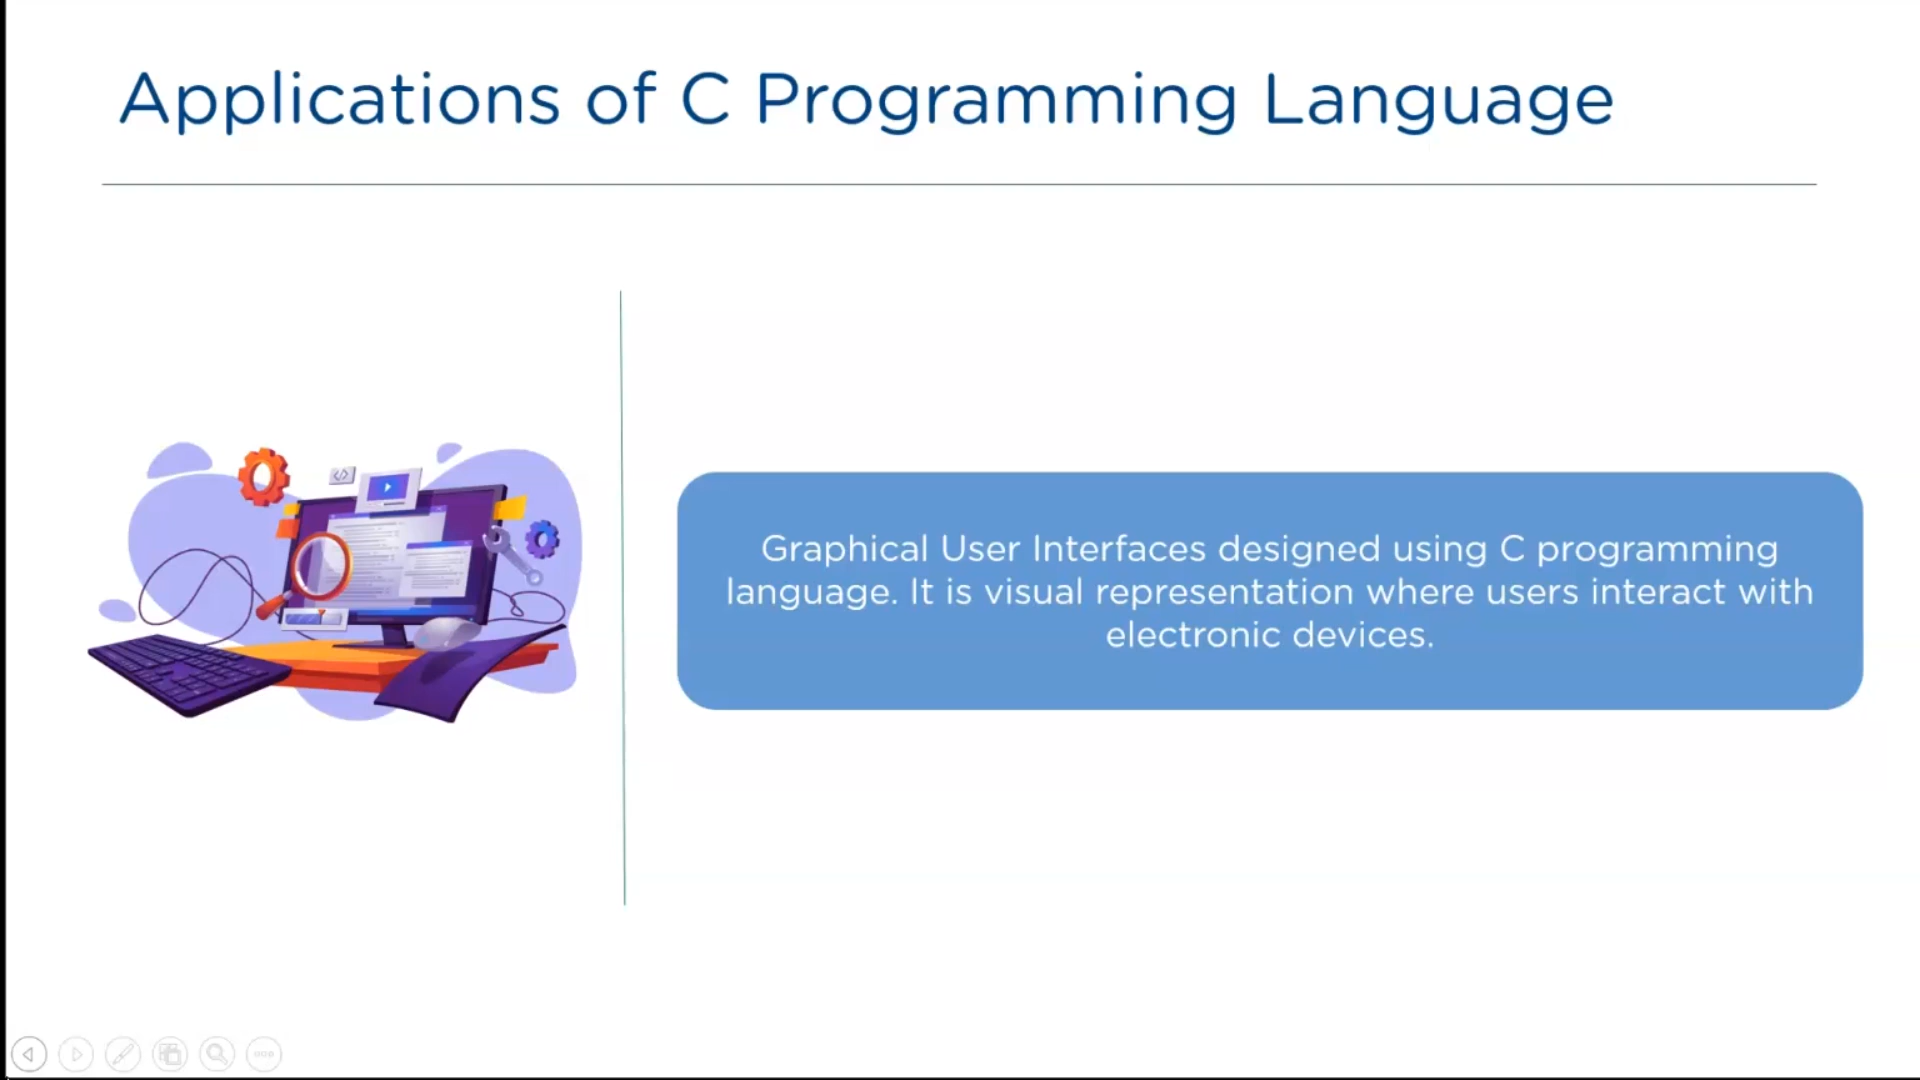 Applications of C Programming Language
</>
Graphical User Interfaces designed using C programming
language. It is visual representation where users interact with
electronic devices.